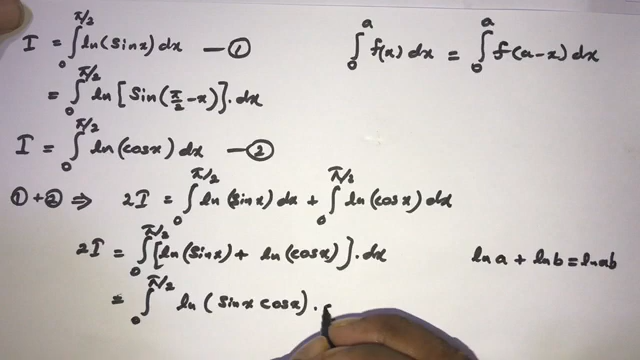 I = ∫₀^{π/2} ln(sinx) dx — ①
∫₀^a f(x) dx = ∫₀^a f(a-x) dx
= ∫₀^{π/2} ln[sin(π/2 - x)]. dx
I = ∫₀^{π/2} ln(cosx) dx — ②
① + ② ⇒ 2I = ∫₀^{π/2} ln(sinx) dx + ∫₀^{π/2} ln(cosx) dx
2I = ∫₀^{π/2} [ln(sinx) + ln(cosx)]. dx
ln a + ln b = ln ab
= ∫₀^{π/2} ln(sinx cosx).